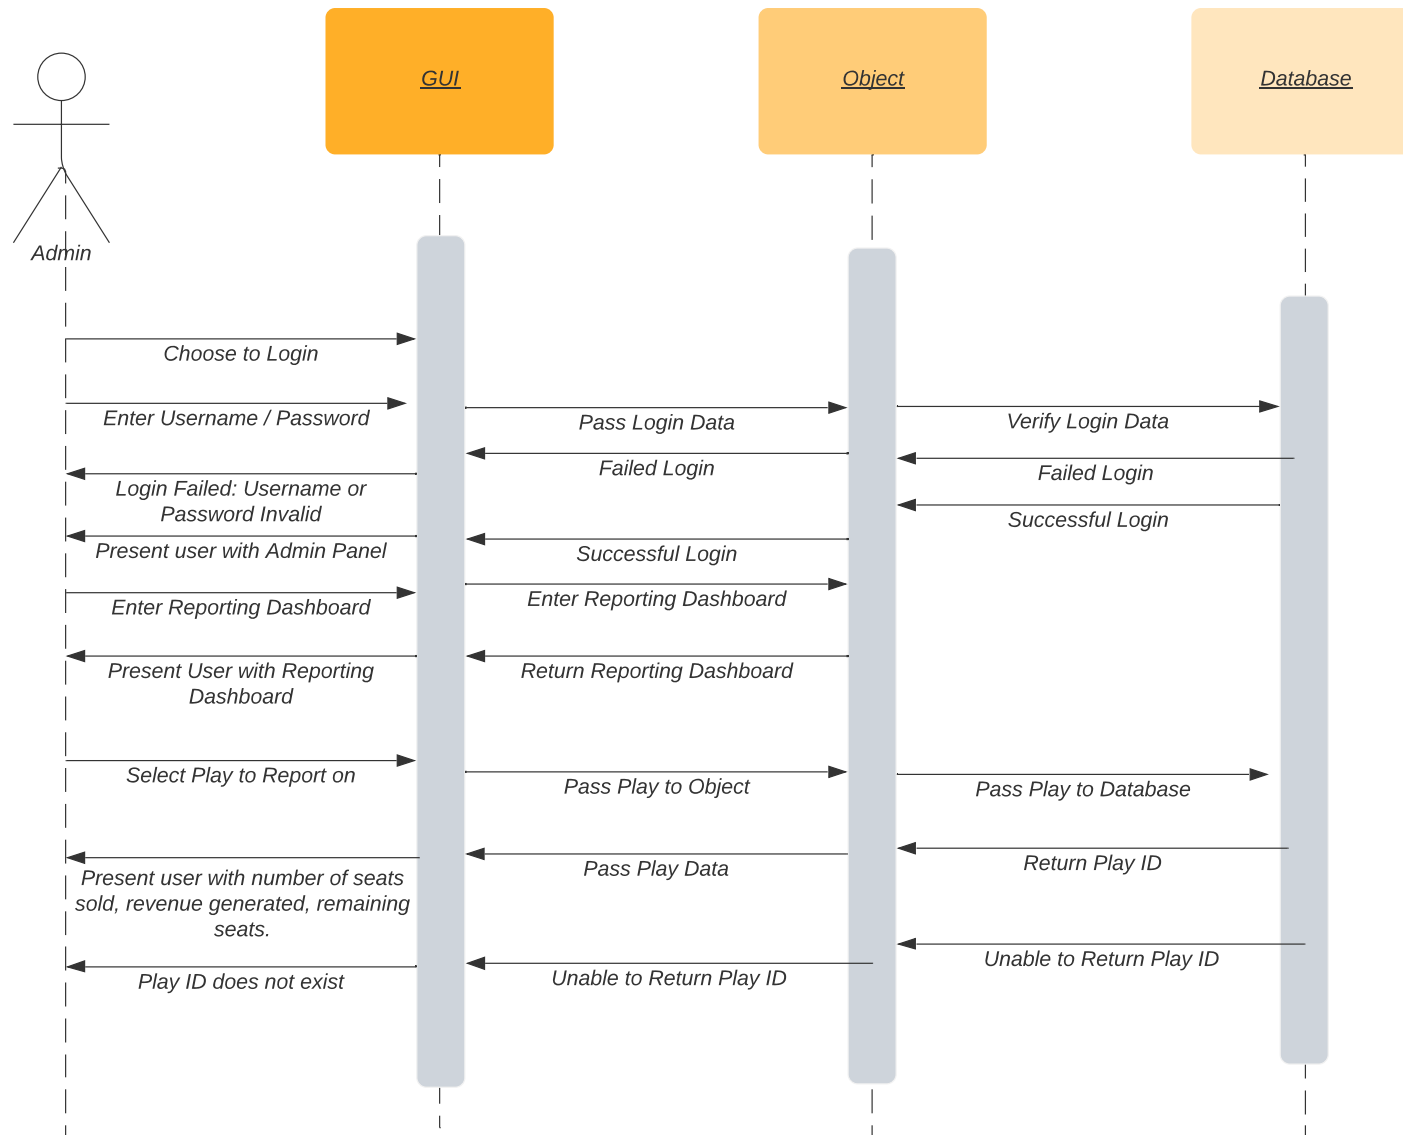 GUI
Object
Database
Admin
Choose to Login
Enter Username / Password
Pass Login Data
Verify Login Data
Failed Login
Failed Login
Login Failed: Username or
Password Invalid
Successful Login
Present user with Admin Panel
Successful Login
Enter Reporting Dashboard
Enter Reporting Dashboard
Present User with Reporting
Dashboard
Return Reporting Dashboard
Select Play to Report on
Pass Play to Object
Pass Play to Database
Present user with number of seats
sold, revenue generated, remaining
seats.
Pass Play Data
Return Play ID
Play ID does not exist
Unable to Return Play ID
Unable to Return Play ID